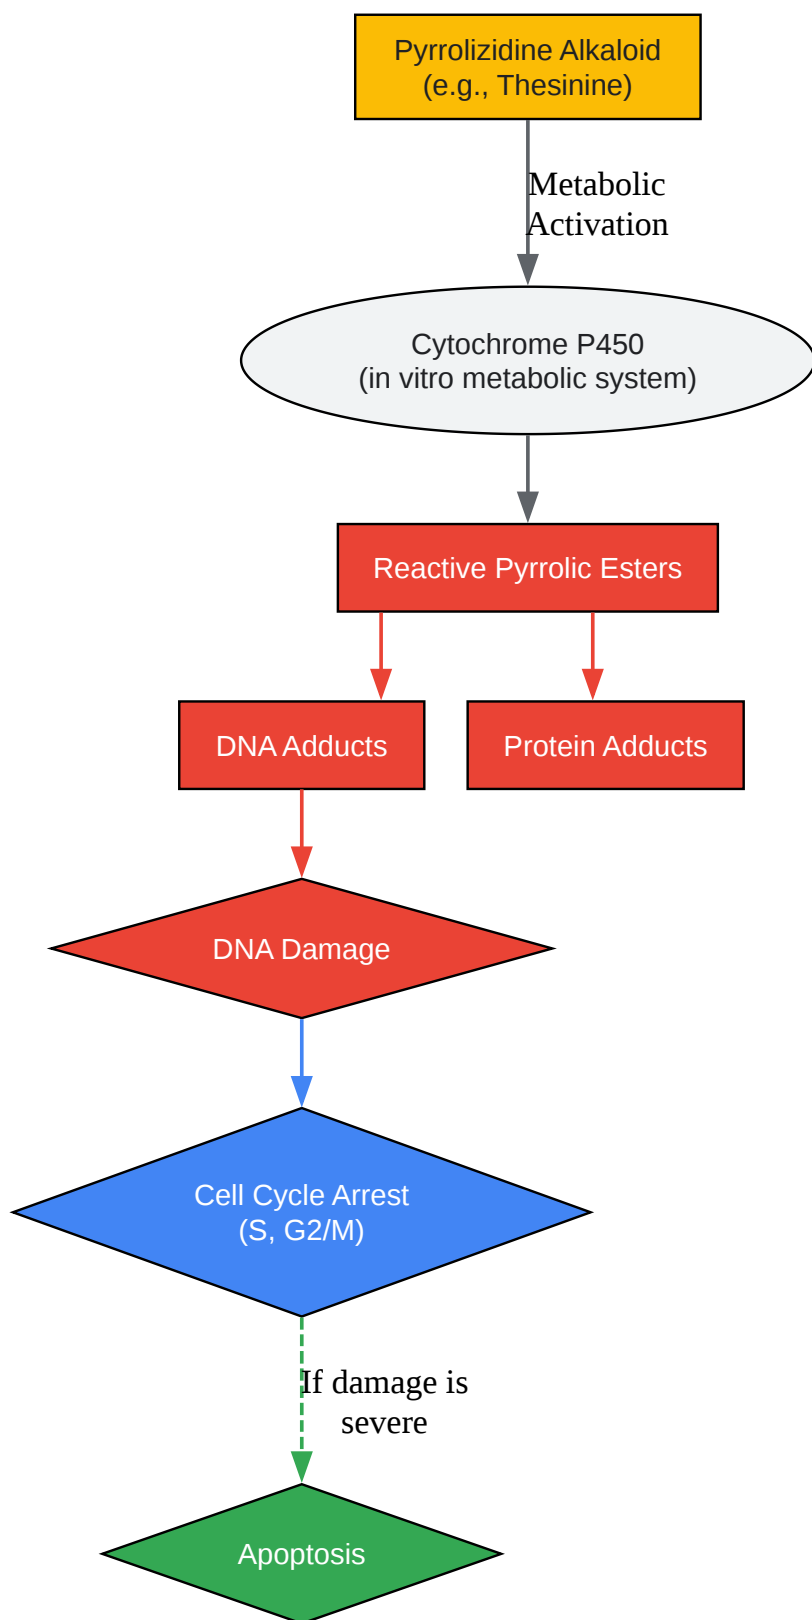 Pyrrolizidine Alkaloid
(e.g., Thesinine)
Metabolic
Activation
Cytochrome P450
(in vitro metabolic system)
Reactive Pyrrolic Esters
DNA Adducts
Protein Adducts
DNA Damage
Cell Cycle Arrest
(S, G2/M)
If damage is
severe
Apoptosis